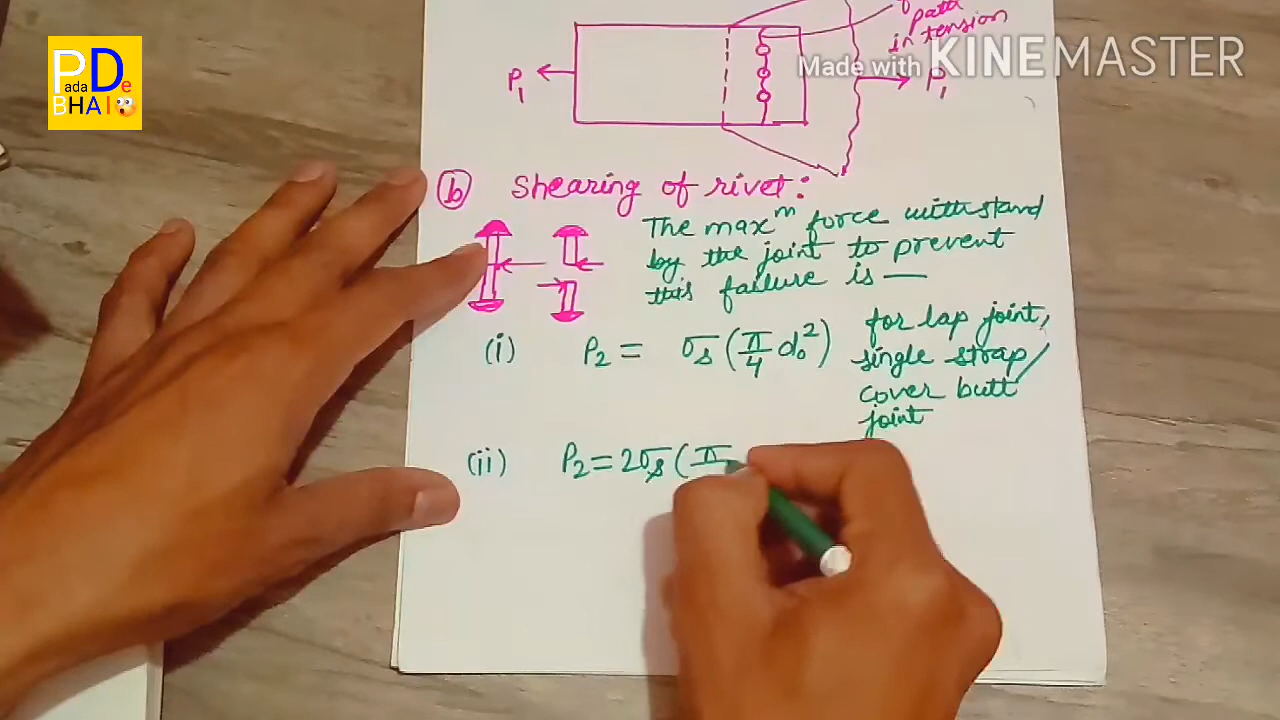 PaDa De
BHAI
path
in tension
Made with KINEMASTER
P₁
P₁
b Shearing of rivet:
The maxᵐ force withstand
by the joint to prevent
this failure is —
(i) P₂ = σs (π/4 d₀²)
for lap joint,
single strap/
cover butt
joint
(ii) P₂ = 2σs (π